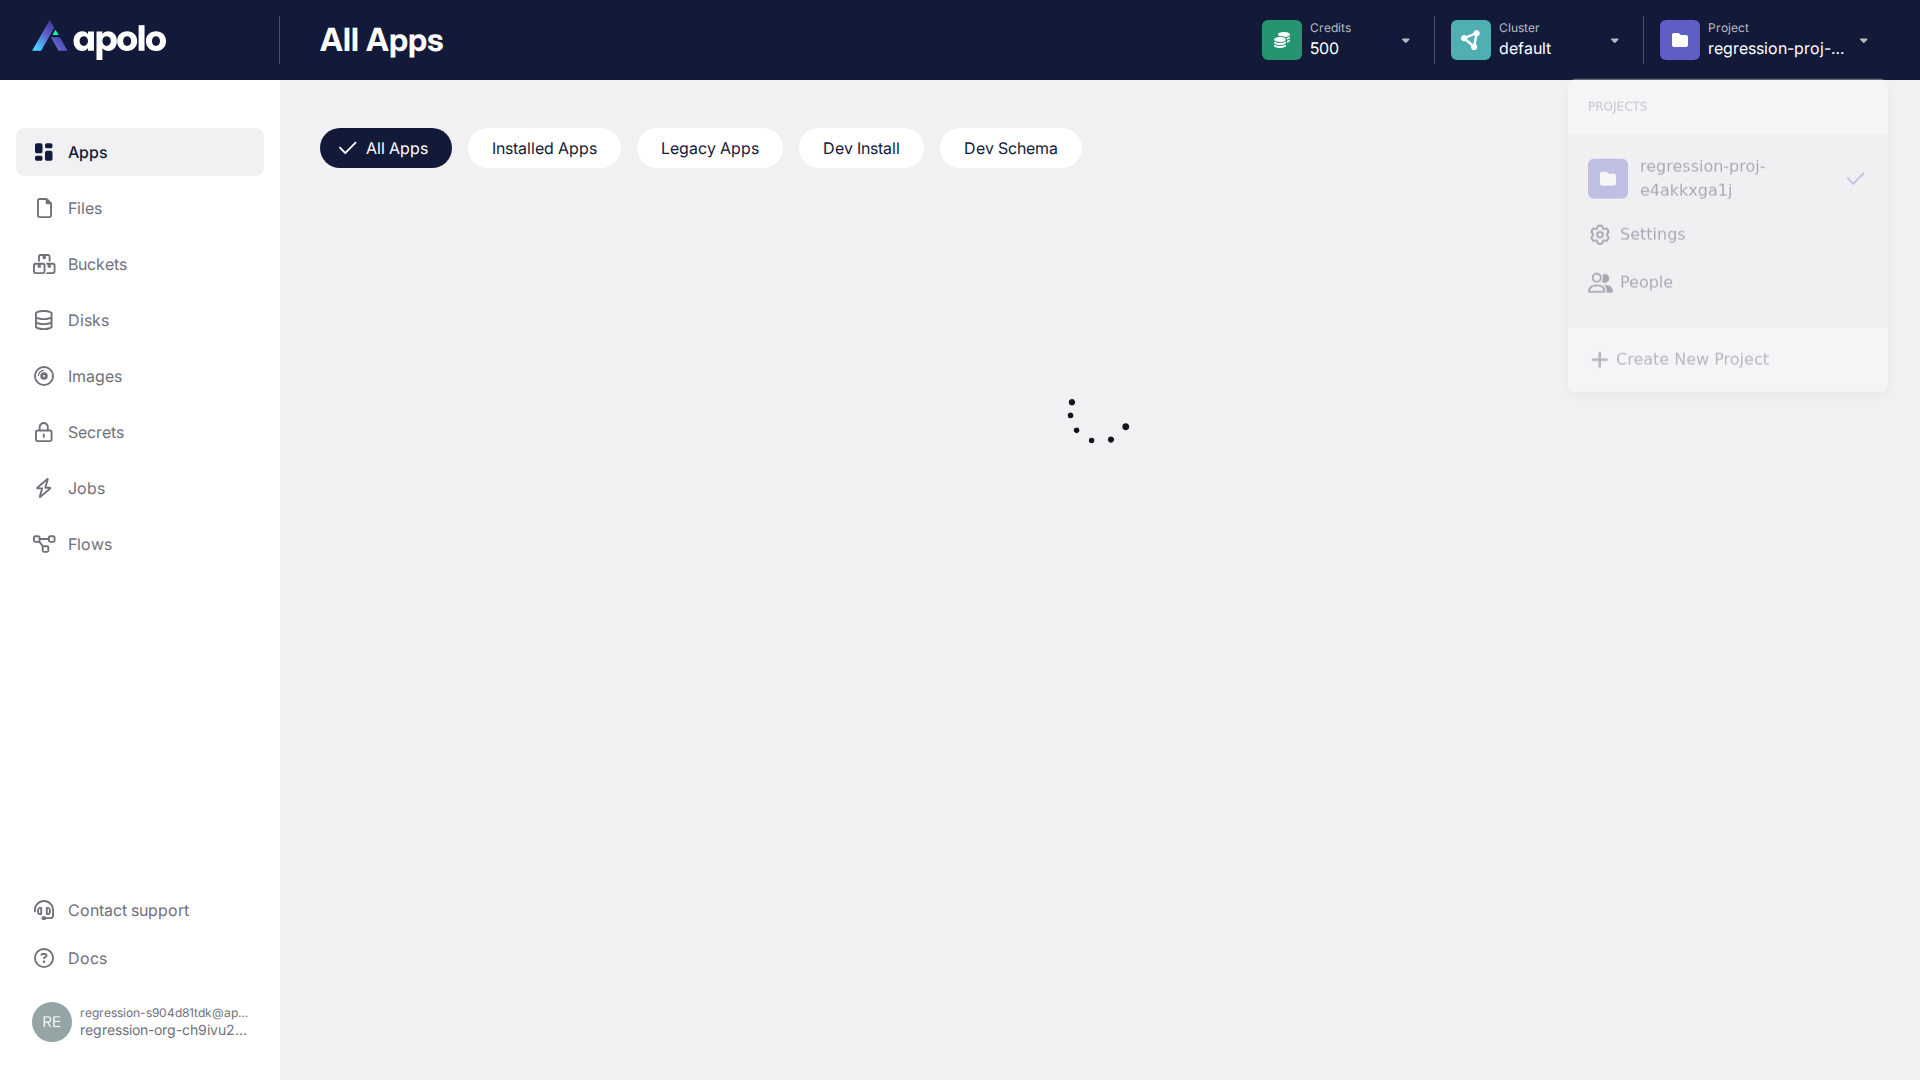 apolo
All Apps
Credits
500
Cluster
default
Project
regression-proj-...
Apps
Files
Buckets
Disks
Images
Secrets
Jobs
Flows
All Apps
Installed Apps
Legacy Apps
Dev Install
Dev Schema
PROJECTS
regression-proj-
e4akkxga1j
Settings
People
Create New Project
Contact support
Docs
RE
regression-s904d81tdk@ap...
regression-org-ch9ivu2...